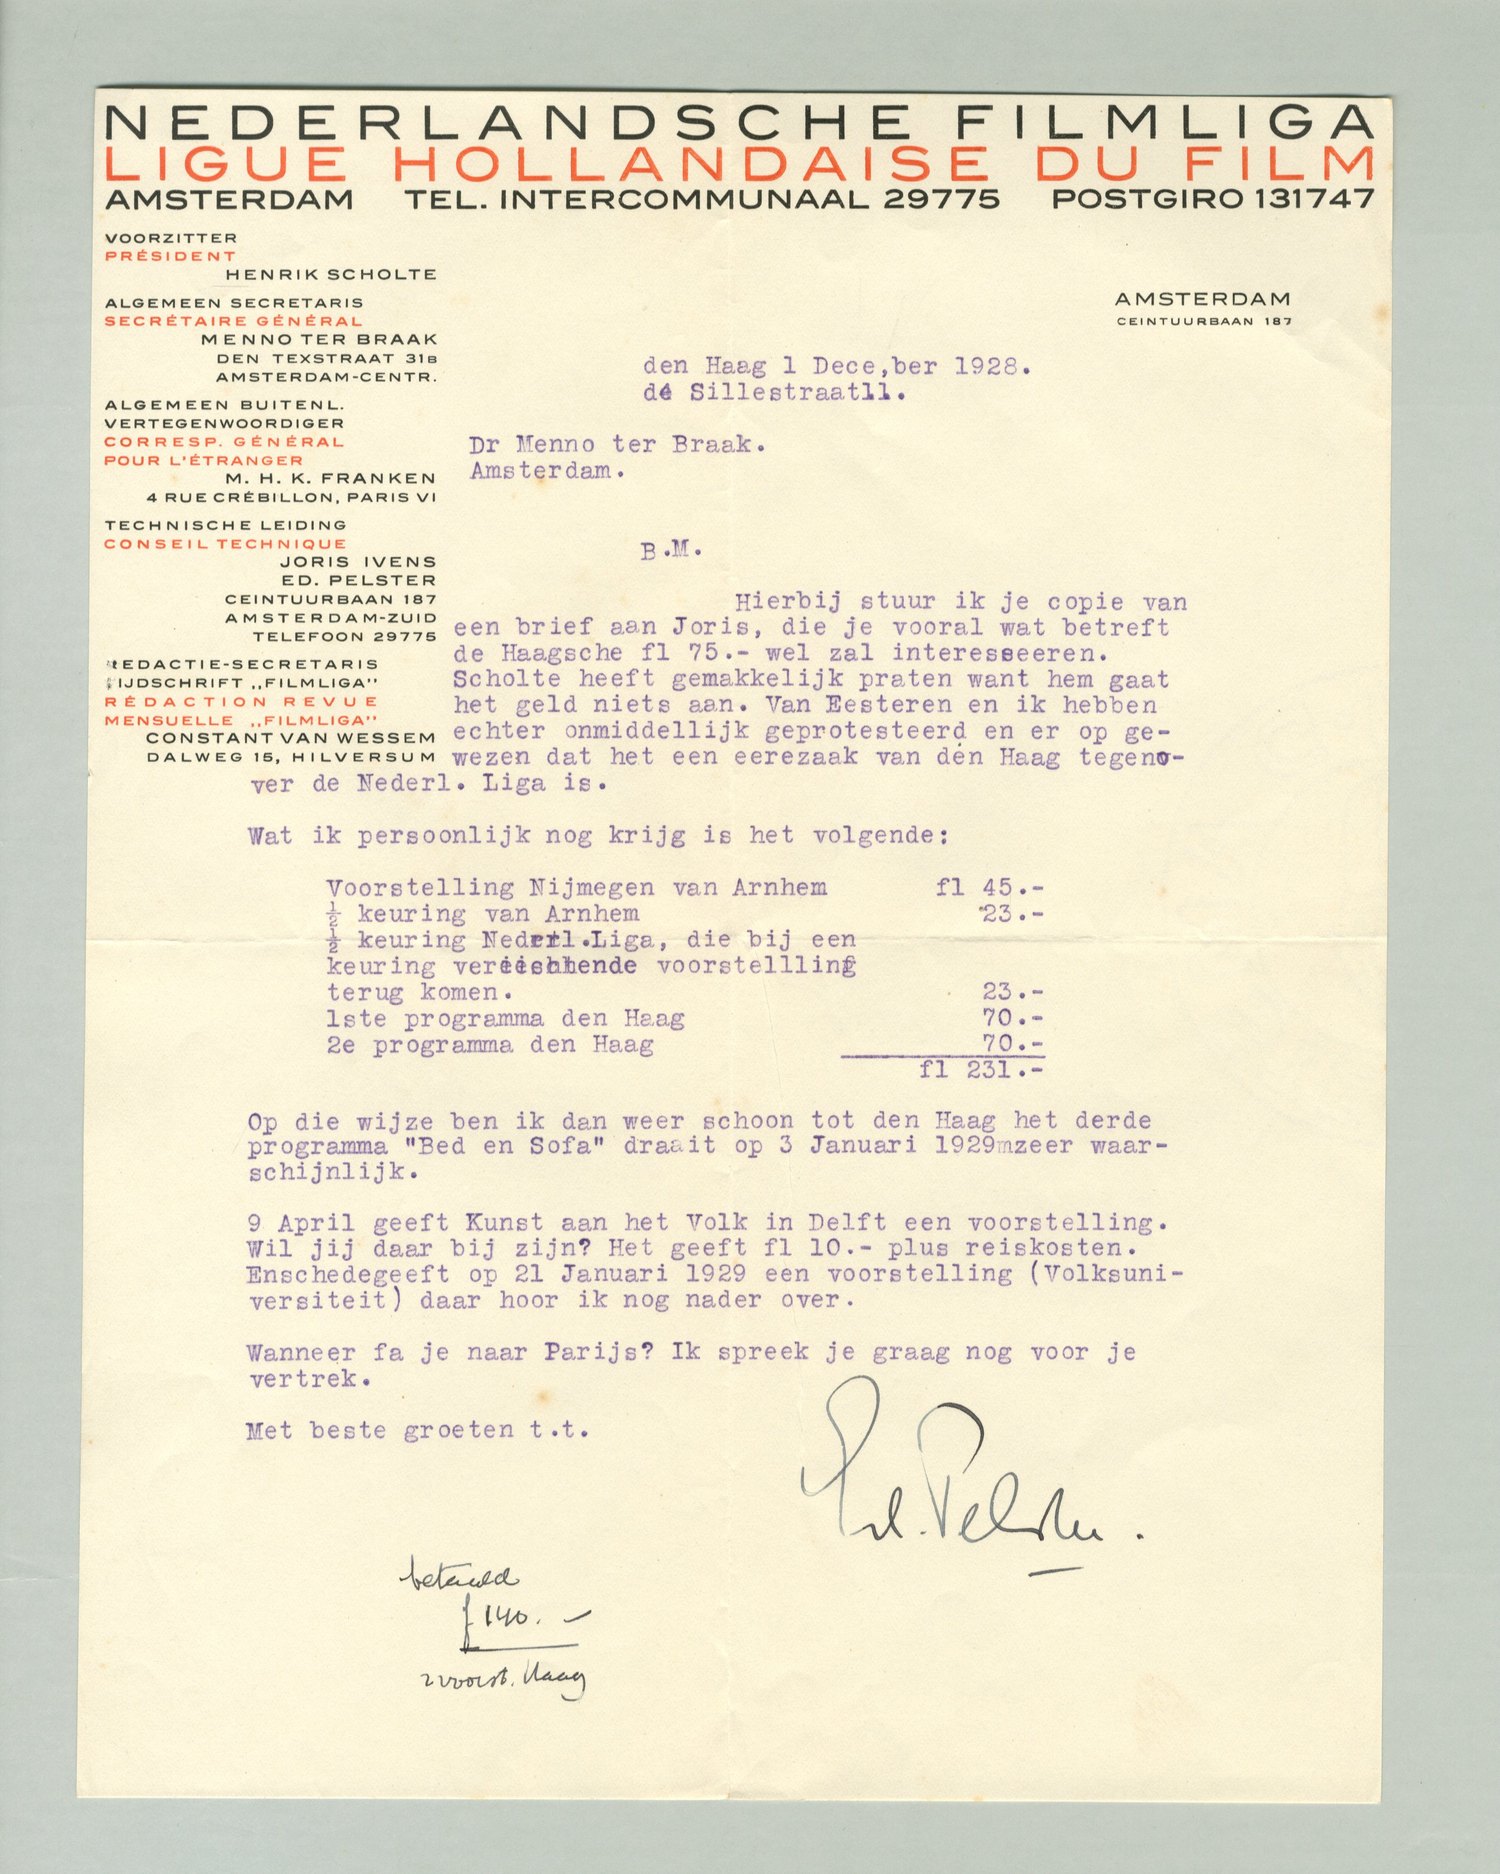 NEDERLANDSCHE FILMLIGA
LIGUE HOLLANDAISE DU FILM
AMSTERDAM TEL. INTERCOMMUNAAL 29775 POSTGIRO 131747
VOORZITTER
PRÉSIDENT
HENRIK SCHOLTE
ALGEMEEN SECRETARIS
SECRÉTAIRE GÉNÉRAL
MENNO TER BRAAK
DEN TEXSTRAAT 31B
AMSTERDAM-CENTR.
ALGEMEEN BUITENL.
VERTEGENWOORDIGER
CORRESP. GÉNÉRAL
POUR L'ÉTRANGER
M. H. K. FRANKEN
4 RUE CRÉBILLON, PARIS VI
TECHNISCHE LEIDING
CONSEIL TECHNIQUE
JORIS IVENS
ED. PELSTER
CEINTUURBAAN 187
AMSTERDAM-ZUID
TELEFOON 29775
REDACTIE-SECRETARIS
TIJDSCHRIFT „FILMLIGA"
RÉDACTION REVUE
MENSUELLE „FILMLIGA"
CONSTANT VAN WESSEM
DALWEG 15, HILVERSUM
AMSTERDAM
CEINTUURBAAN 187
den Haag 1 Dece,ber 1928.
de Sillestraat11.
Dr Menno ter Braak.
Amsterdam.
B.M.
Hierbij stuur ik je copie van
een brief aan Joris, die je vooral wat betreft
de Haagsche fl 75.- wel zal interesseeren.
Scholte heeft gemakkelijk praten want hem gaat
het geld niets aan. Van Eesteren en ik hebben
echter onmiddellijk geprotesteerd en er op ge-
wezen dat het een eerezaak van den Haag tegeno-
ver de Nederl. Liga is.
Wat ik persoonlijk nog krijg is het volgende:
Voorstelling Nijmegen van Arnhem fl 45.-
½ keuring van Arnhem 23.-
½ keuring Nederl.Liga, die bij een
keuring vereischende voorstellling
terug komen. 23.-
1ste programma den Haag 70.-
2e programma den Haag 70.-
fl 231.-
Op die wijze ben ik dan weer schoon tot den Haag het derde
programma "Bed en Sofa" draait op 3 Januari 1929mzeer waar-
schijnlijk.
9 April geeft Kunst aan het Volk in Delft een voorstelling.
Wil jij daar bij zijn? Het geeft fl 10.- plus reiskosten.
Enschedegeeft op 21 Januari 1929 een voorstelling (Volksuni-
versiteit) daar hoor ik nog nader over.
Wanneer fa je naar Parijs? Ik spreek je graag nog voor je
vertrek.
Met beste groeten t.t.
Ed. Pelster.
betaald
f 140. -
2 voorst. Haag